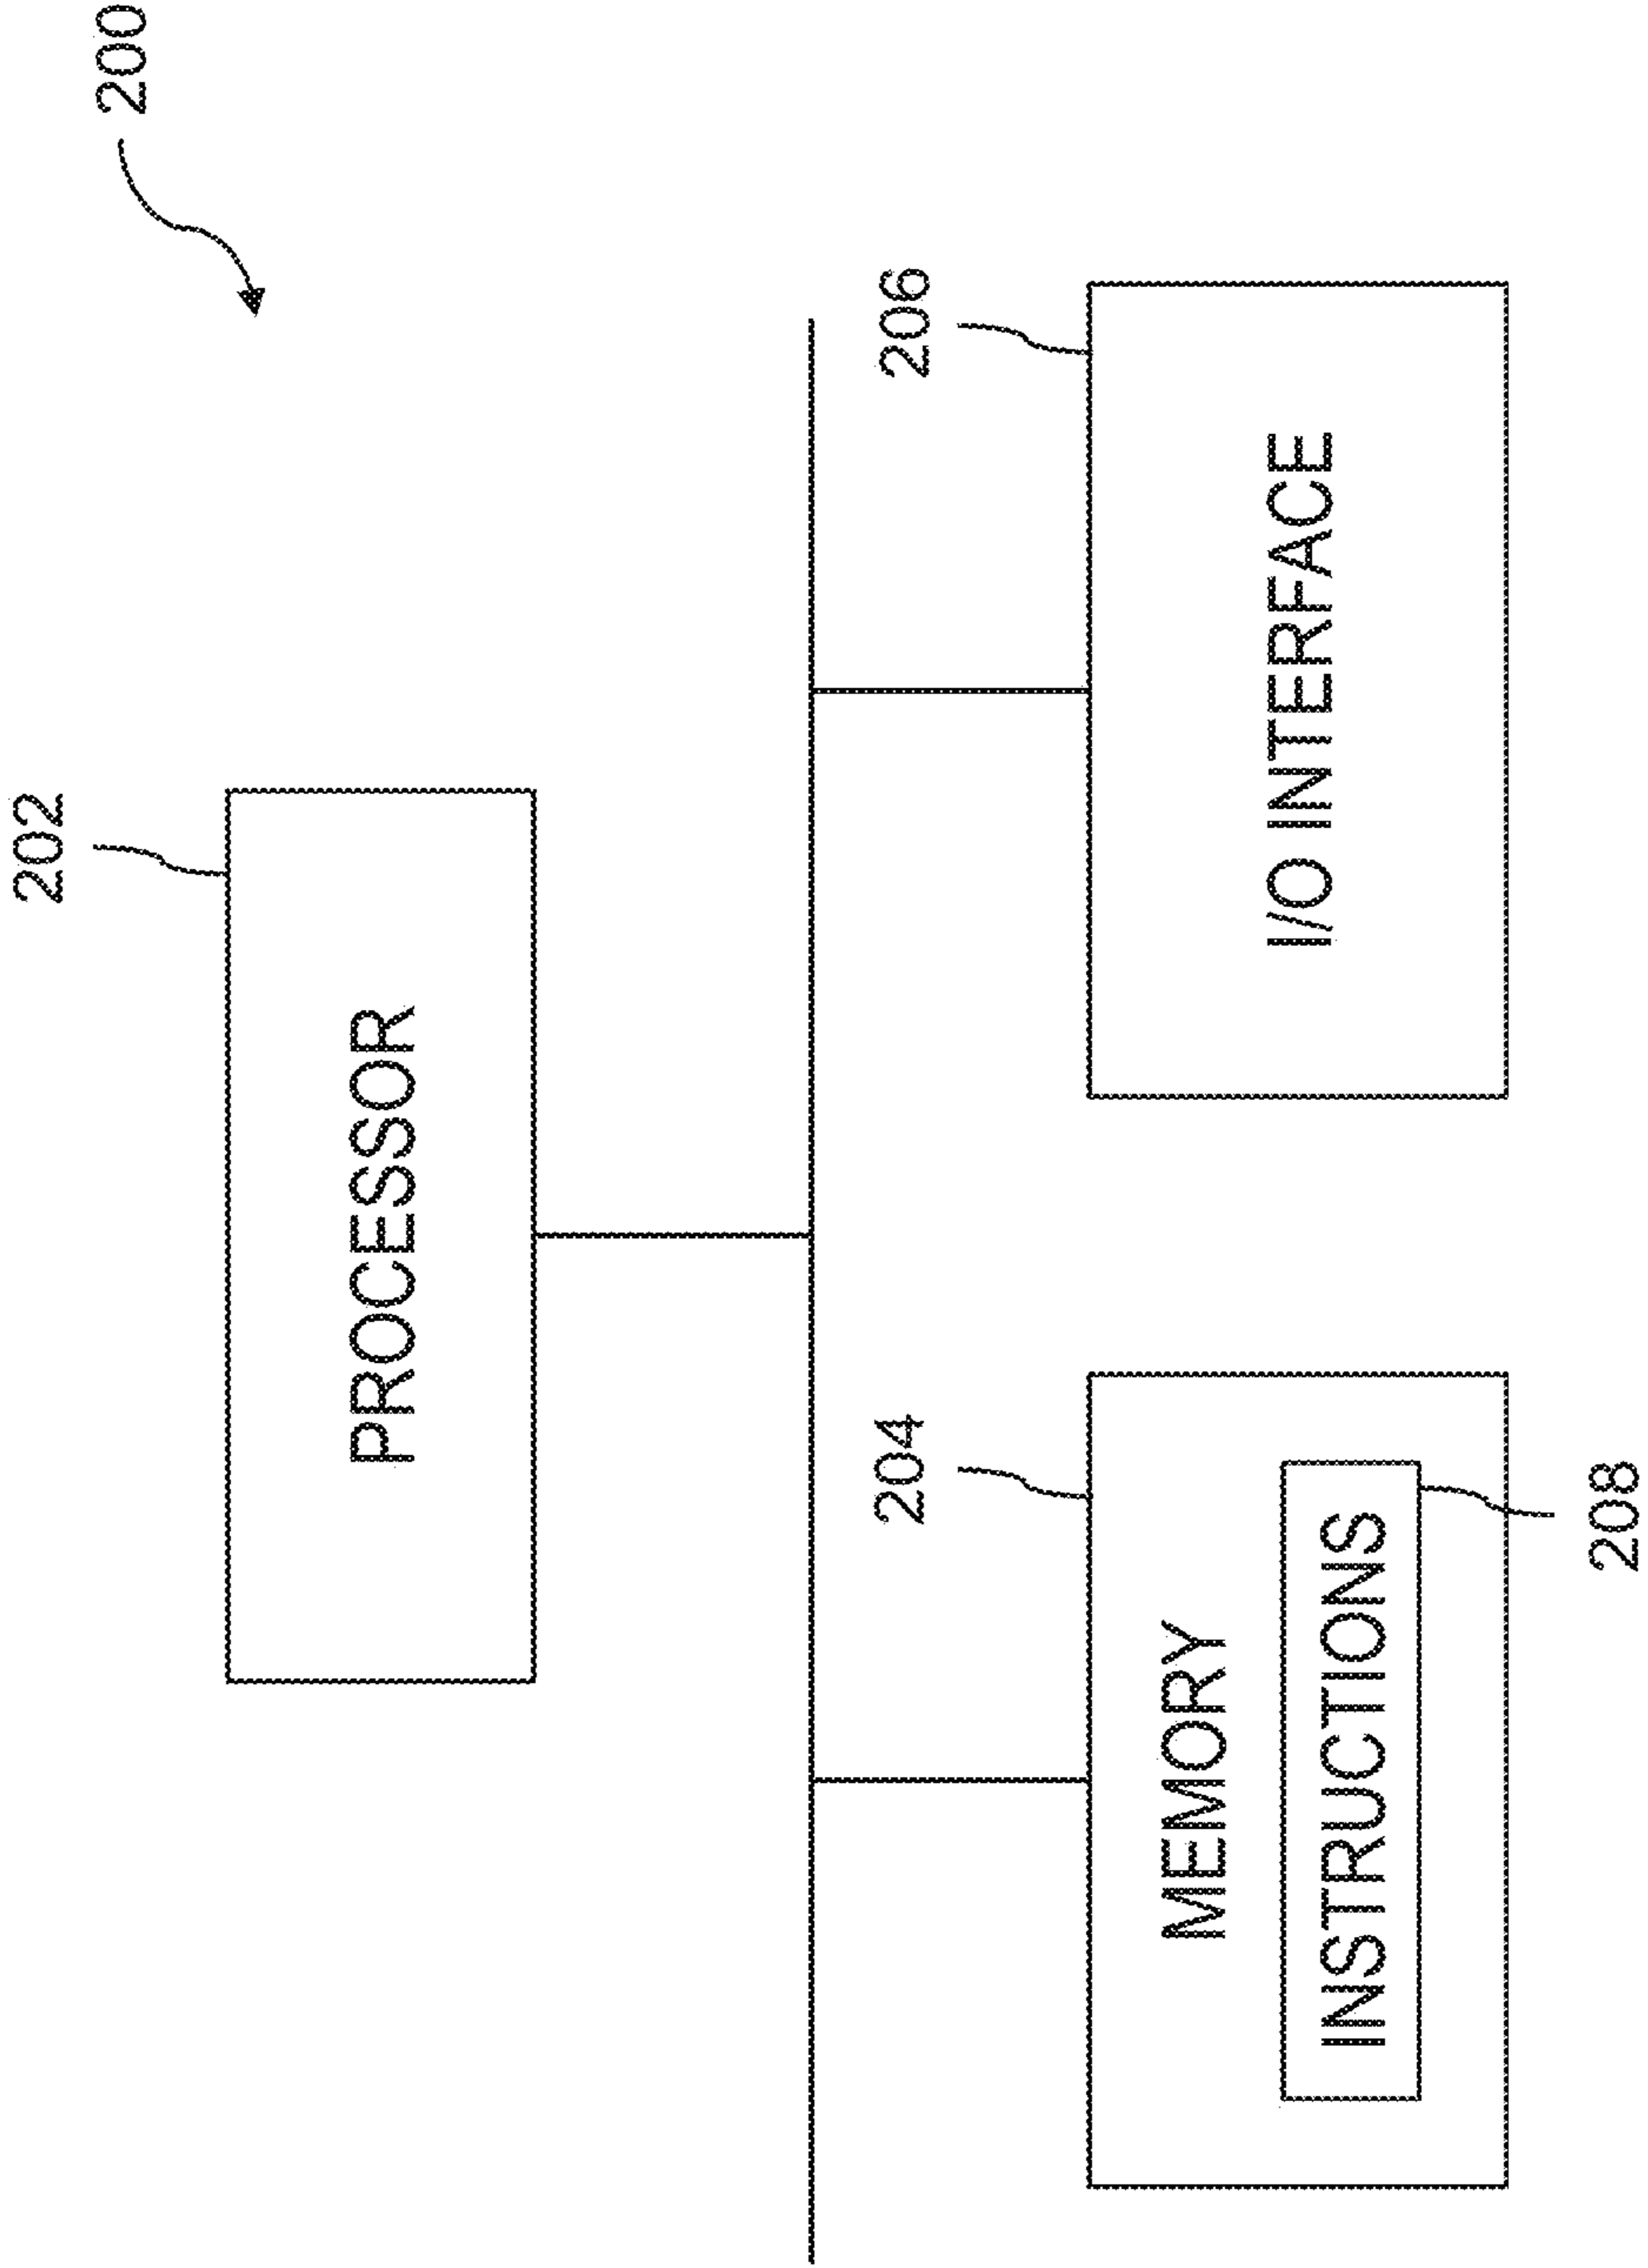 200
202
PROCESSOR
204
206
MEMORY
I/O INTERFACE
INSTRUCTIONS
208